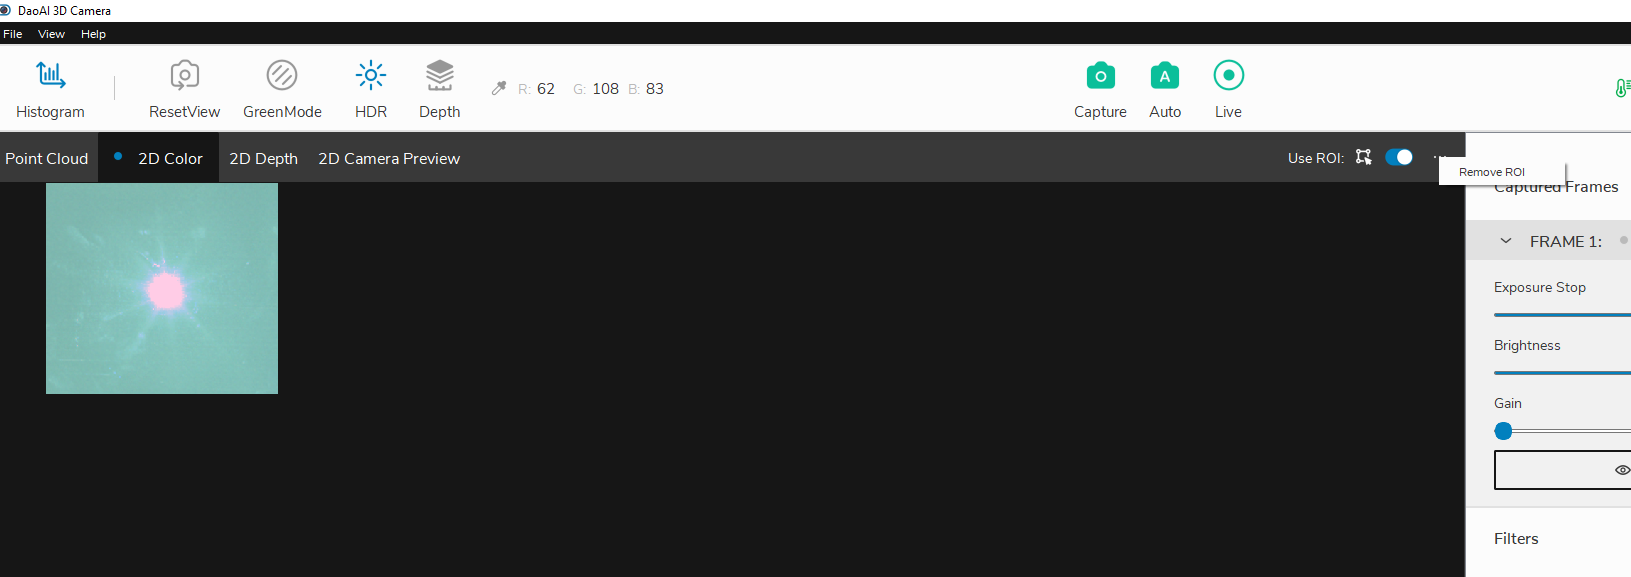 DaoAI 3D Camera
File View Help
Histogram ResetView GreenMode HDR Depth R: 62 G: 108 B: 83 Capture Auto Live
Point Cloud 2D Color 2D Depth 2D Camera Preview Use ROI:
Remove ROI
Captured Frames
FRAME 1:
Exposure Stop
Brightness
Gain
Filters